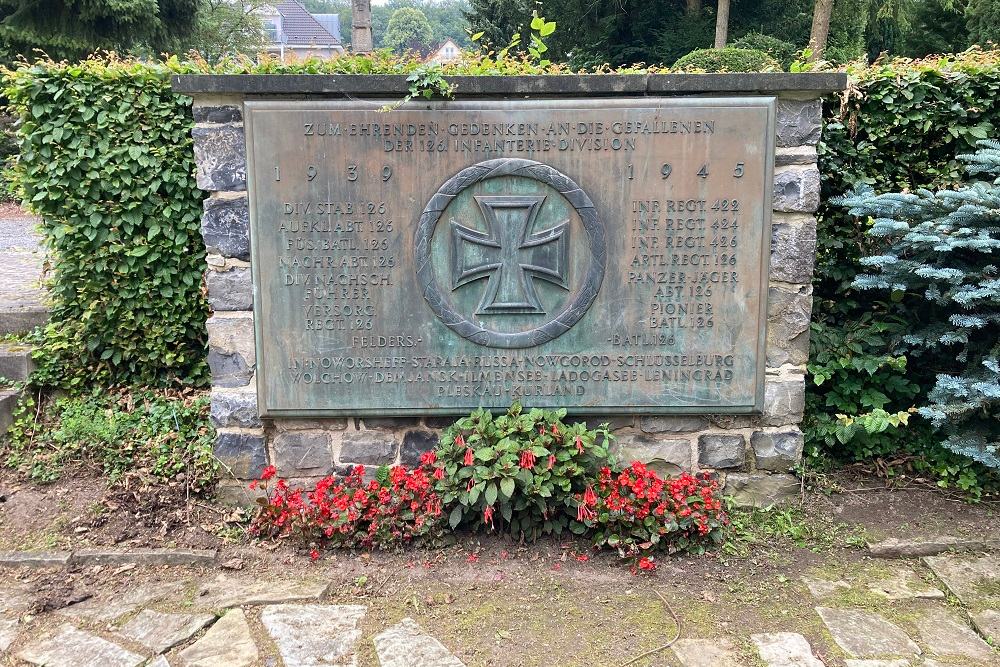 ZUM·EHRENDEN·GEDENKEN·AN·DIE·GEFALLENEN
DER 126. INFANTERIE·DIVISION
1939
1945
DIV. STAB 126
AUFKL. ABT. 126
FÜS/BATL. 126
NACHR. ABT. 126
DIV. NACHSCH.
FÜHRER
VERSORG.
REGT. 126
INF. REGT. 422
INF. REGT. 424
INF. REGT. 426
ARTL. REGT. 126
PANZER-JÄGER
ABT. 126
PIONIER
BATL. 126
FELDERS.- -BATL. 126
IN:NOWORSHEFF·STARAJA·RUSSA·NOWGOROD·SCHLÜSSELBURG
WOLCHOW·DEMJANSK·ILMENSEE·LADOGASEE·LENINGRAD
PLESKAU·KURLAND